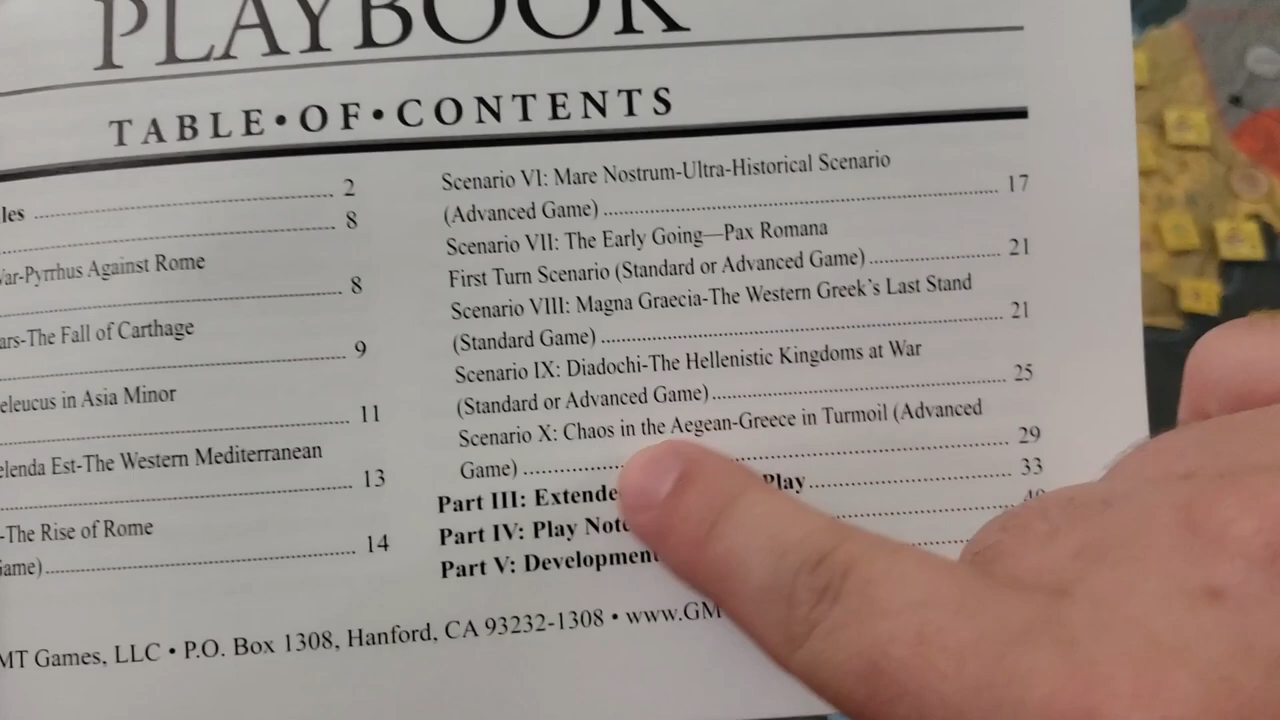 PLAYBOOK
TABLE•OF•CONTENTS
les ........ 2
........ 8
War-Pyrrhus Against Rome
........ 8
ars-The Fall of Carthage
........ 9
eleucus in Asia Minor
........ 11
elenda Est-The Western Mediterranean
........ 13
-The Rise of Rome
ame) ........ 14
Scenario VI: Mare Nostrum-Ultra-Historical Scenario
(Advanced Game) ........ 17
Scenario VII: The Early Going—Pax Romana
First Turn Scenario (Standard or Advanced Game) ........ 21
Scenario VIII: Magna Graecia-The Western Greek's Last Stand
(Standard Game) ........ 21
Scenario IX: Diadochi-The Hellenistic Kingdoms at War
(Standard or Advanced Game) ........ 25
Scenario X: Chaos in the Aegean-Greece in Turmoil (Advanced
Game) ........ 29
Part III: Extende Play ........ 33
Part IV: Play Note
Part V: Development
MT Games, LLC • P.O. Box 1308, Hanford, CA 93232-1308 • www.GM